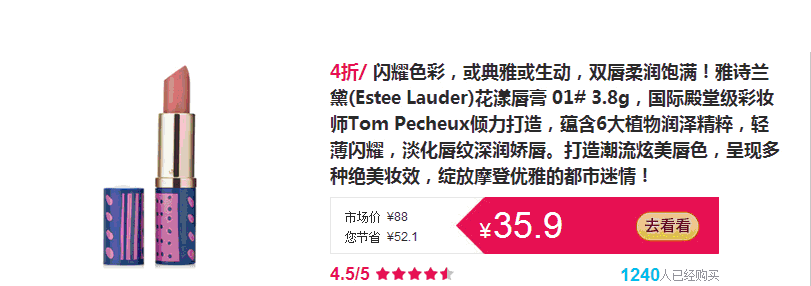 4折/ 闪耀色彩，或典雅或生动，双唇柔润饱满！雅诗兰
黛(Estee Lauder)花漾唇膏 01# 3.8g，国际殿堂级彩妆
师Tom Pecheux倾力打造，蕴含6大植物润泽精粹，轻
薄闪耀，淡化唇纹深润娇唇。打造潮流炫美唇色，呈现多
种绝美妆效，绽放摩登优雅的都市迷情！
市场价 ¥88
您节省 ¥52.1
¥35.9
去看看
4.5/5
1240人已经购买